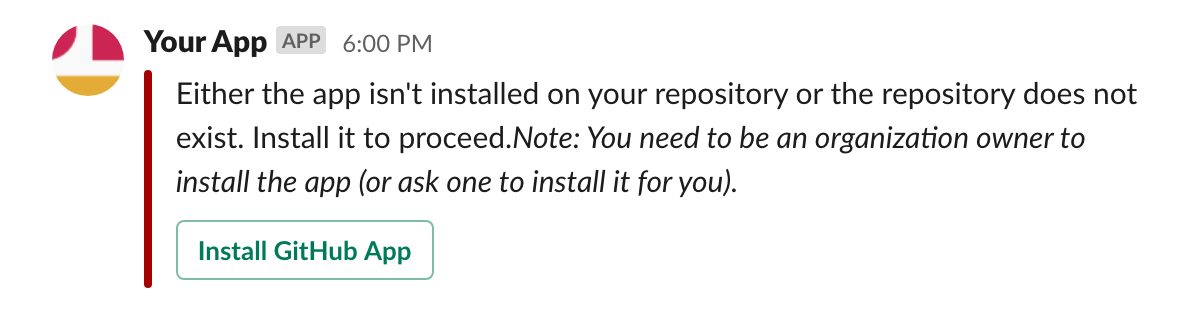 Your App APP 6:00 PM
Either the app isn't installed on your repository or the repository does not
exist. Install it to proceed.Note: You need to be an organization owner to
install the app (or ask one to install it for you).
Install GitHub App